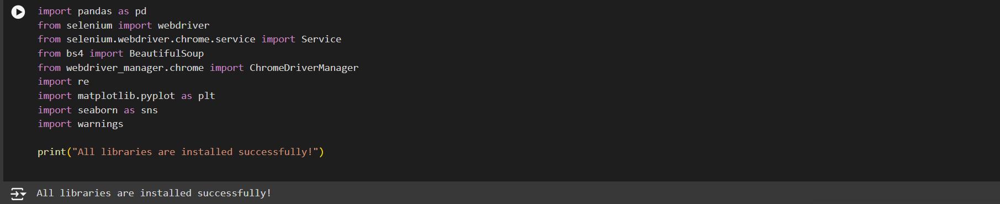 import pandas as pd
from selenium import webdriver
from selenium.webdriver.chrome.service import Service
from bs4 import BeautifulSoup
from webdriver_manager.chrome import ChromeDriverManager
import re
import matplotlib.pyplot as plt
import seaborn as sns
import warnings
print("All libraries are installed successfully!")
All libraries are installed successfully!